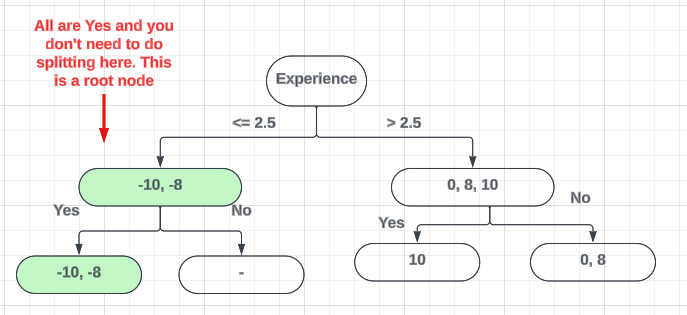 All are Yes and you
don't need to do
splitting here. This
is a root node
Experience
<= 2.5
> 2.5
-10, -8
0, 8, 10
Yes
No
Yes
No
-10, -8
-
10
0, 8